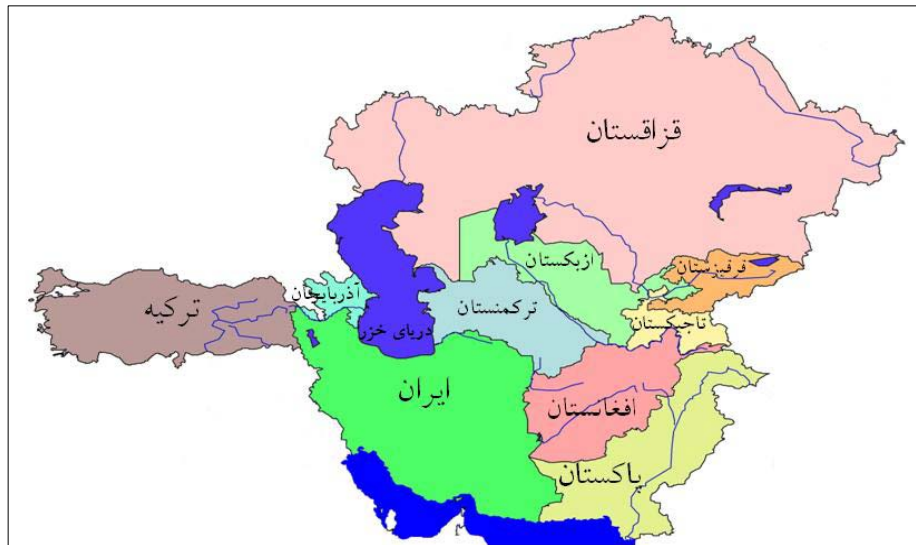 قزاقستان
ازبکستان
قرقیزستان
ترکیه
آذربایجان
ترکمنستان
تاجیکستان
دریای خزر
ایران
افغانستان
پاکستان